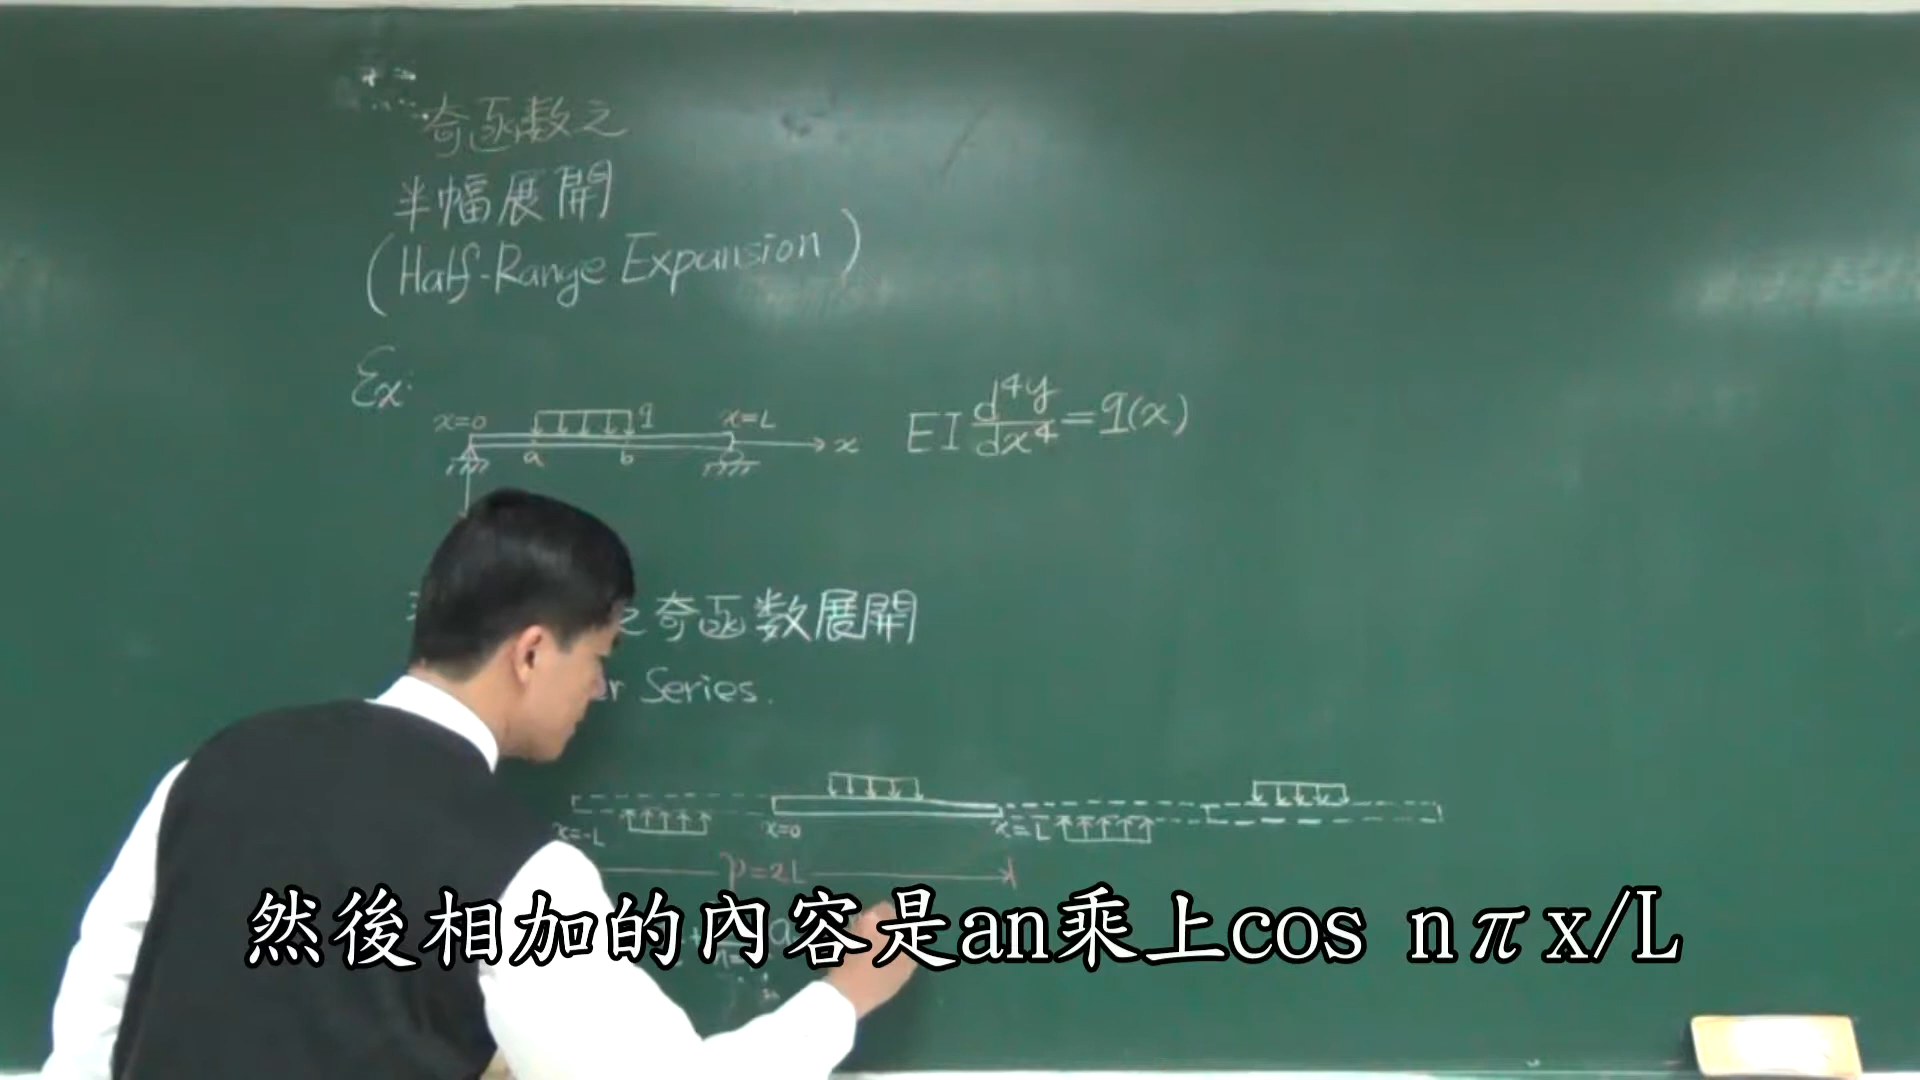 奇函數之
半幅展開
(Half-Range Expansion)
Ex:
x=0 q x=L
a b x
EI d⁴y/dx⁴ = q(x)
之奇函數展開
Series.
x=-L x=0 x=L
p=2L
然後相加的內容是an乘上cos nπx/L